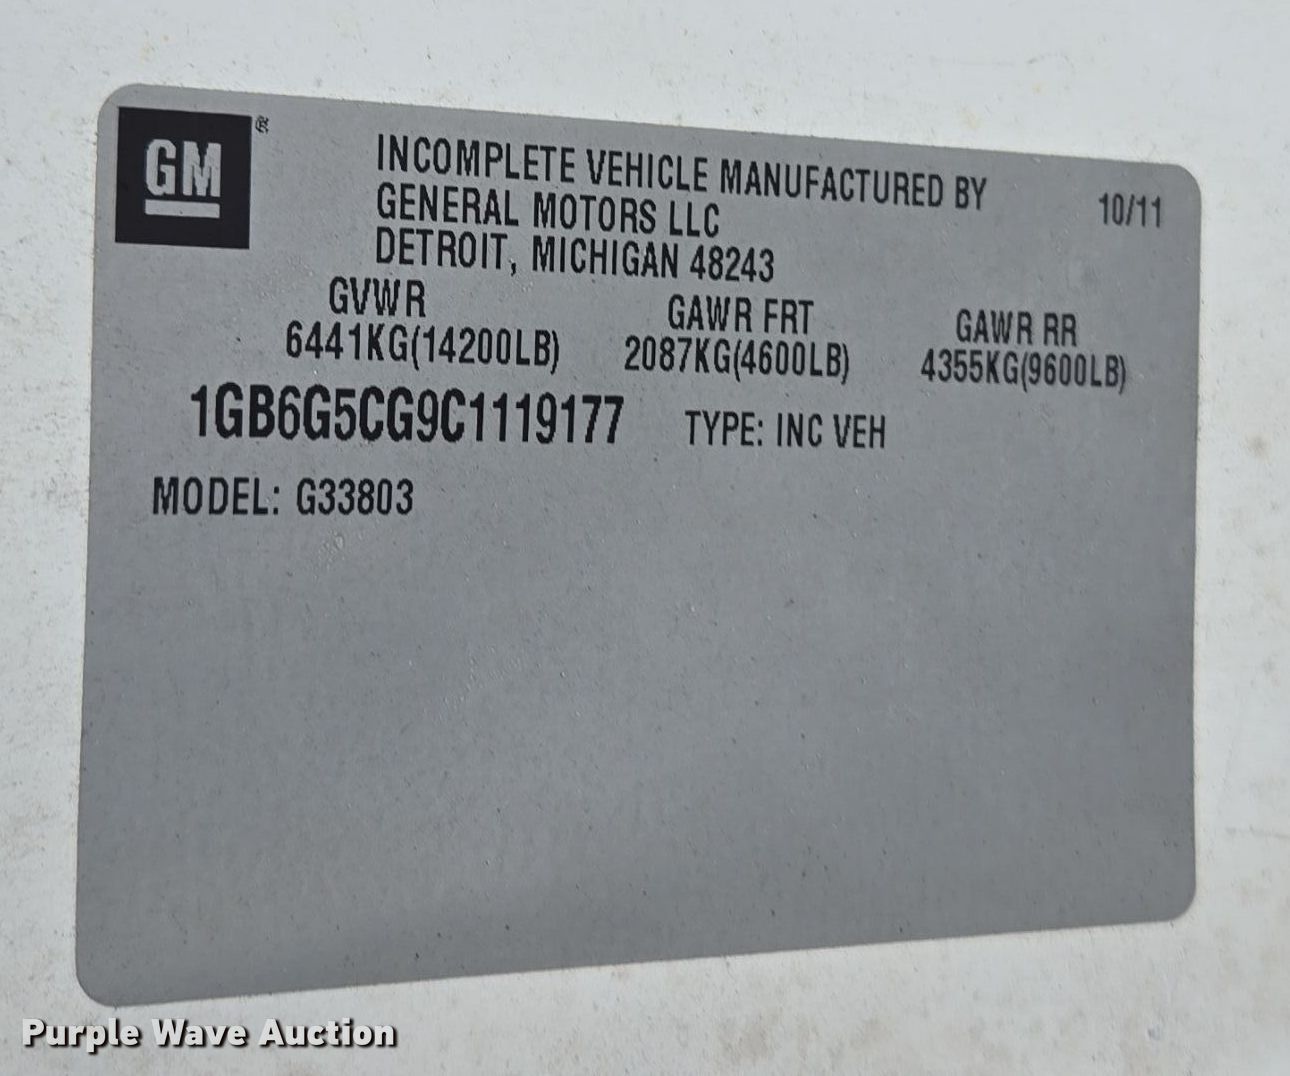 GM ®
INCOMPLETE VEHICLE MANUFACTURED BY
10/11
GENERAL MOTORS LLC
DETROIT, MICHIGAN 48243
GVWR GAWR FRT GAWR RR
6441KG(14200LB) 2087KG(4600LB) 4355KG(9600LB)
1GB6G5CG9C1119177 TYPE: INC VEH
MODEL: G33803
Purple Wave Auction